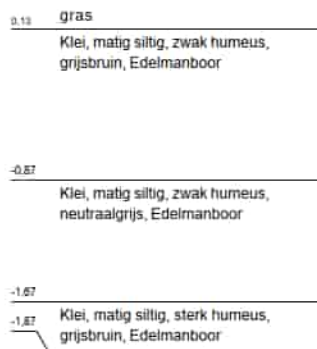 0.13 gras
Klei, matig siltig, zwak humeus,
grijsbruin, Edelmanboor
-0.87
Klei, matig siltig, zwak humeus,
neutraalgrijs, Edelmanboor
-1.67
-1,87 Klei, matig siltig, sterk humeus,
grijsbruin, Edelmanboor